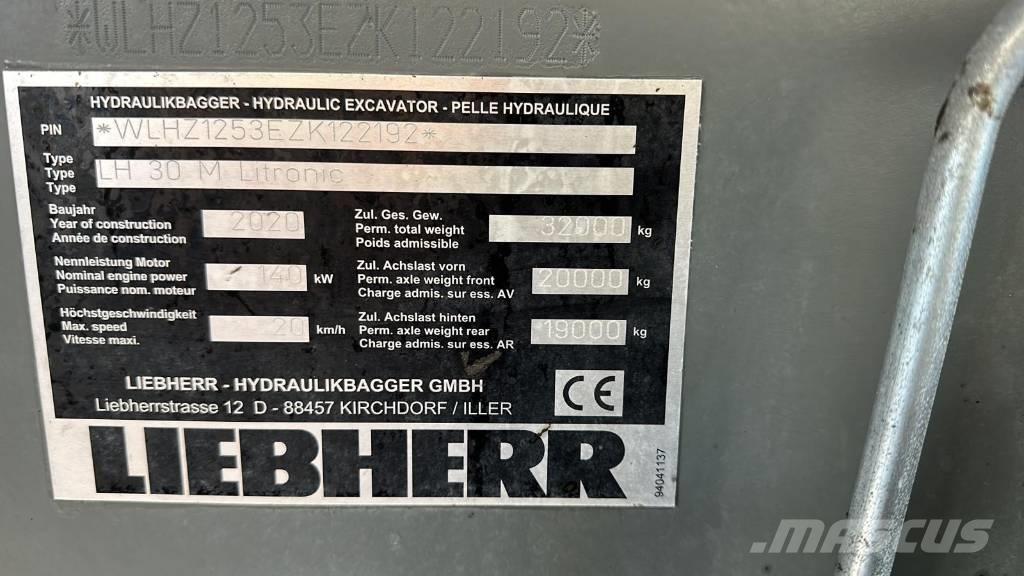 *WLHZ1253EZK122192*
HYDRAULIKBAGGER - HYDRAULIC EXCAVATOR - PELLE HYDRAULIQUE
PIN *WLHZ1253EZK122192*
Type
Type LH 30 M Litronic
Type
Baujahr
Year of construction 2020
Année de construction
Zul. Ges. Gew.
Perm. total weight 32000 kg
Poids admissible
Nennleistung Motor
Nominal engine power 140 kW
Puissance nom. moteur
Zul. Achslast vorn
Perm. axle weight front 20000 kg
Charge admis. sur ess. AV
Höchstgeschwindigkeit
Max. speed 20 km/h
Vitesse maxi.
Zul. Achslast hinten
Perm. axle weight rear 19000 kg
Charge admis. sur ess. AR
LIEBHERR - HYDRAULIKBAGGER GMBH
Liebherrstrasse 12 D - 88457 KIRCHDORF / ILLER
CE
LIEBHERR
94041137
MASCUS